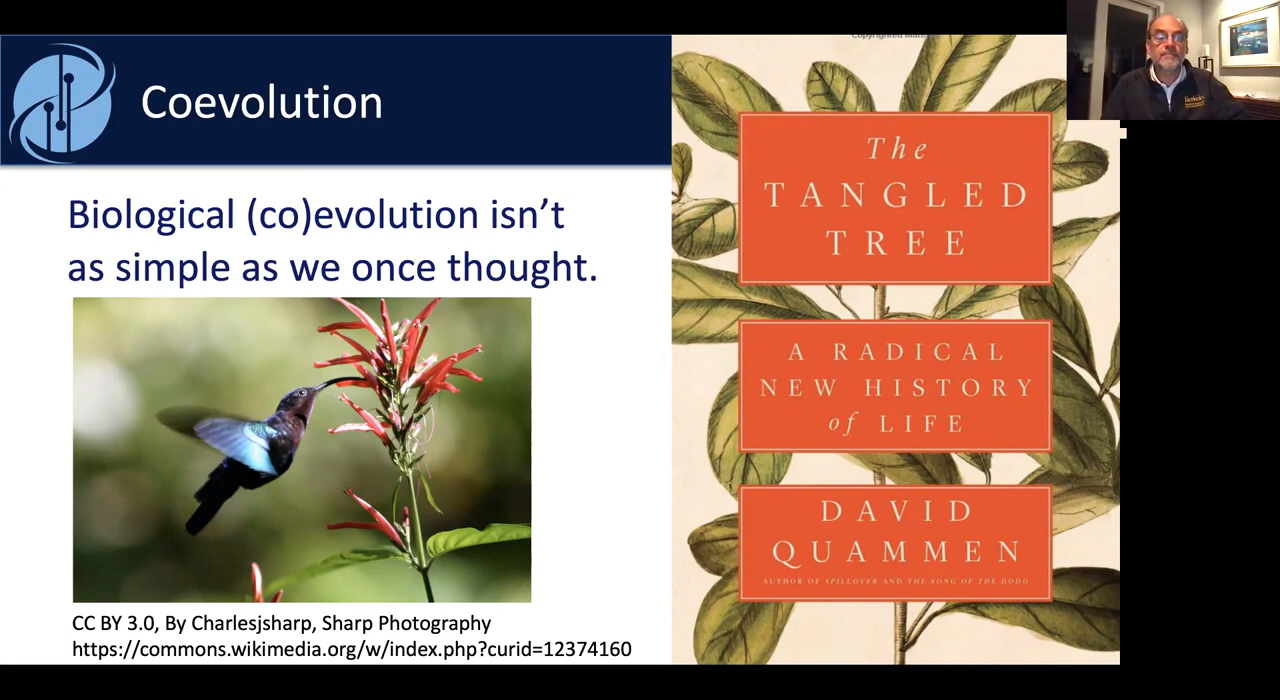 Coevolution
Biological (co)evolution isn’t
as simple as we once thought.
CC BY 3.0, By Charlesjsharp, Sharp Photography
https://commons.wikimedia.org/w/index.php?curid=12374160
The
TANGLED
TREE
A RADICAL
NEW HISTORY
of LIFE
DAVID
QUAMMEN
AUTHOR OF SPILLOVER AND THE SONG OF THE DODO